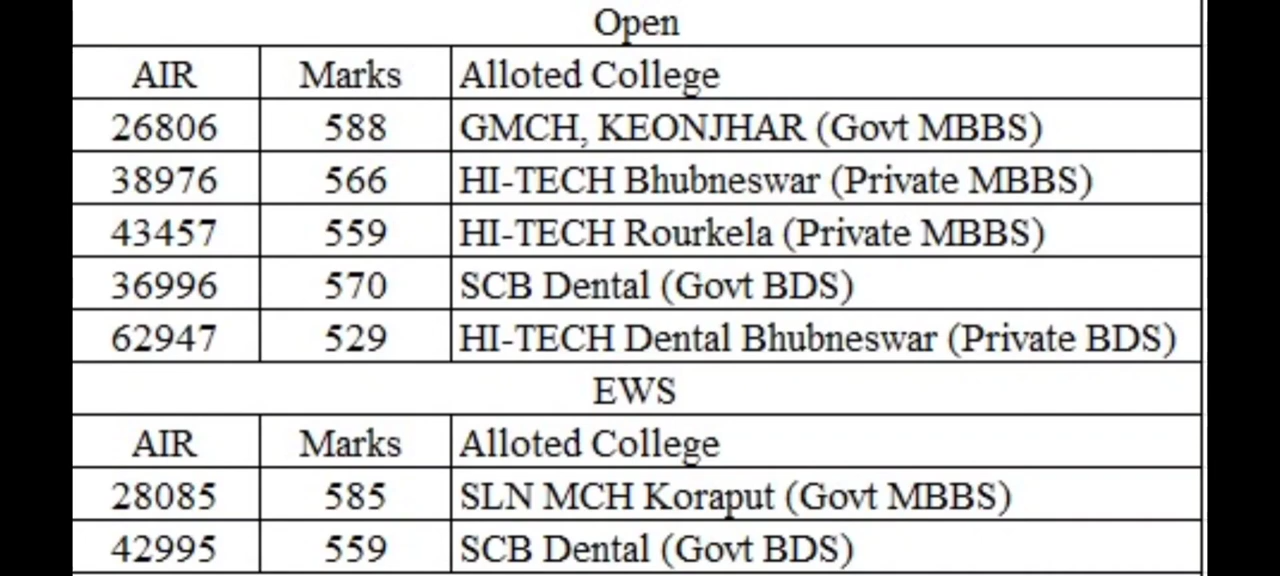 Open
AIR Marks Alloted College
26806 588 GMCH, KEONJHAR (Govt MBBS)
38976 566 HI-TECH Bhubneswar (Private MBBS)
43457 559 HI-TECH Rourkela (Private MBBS)
36996 570 SCB Dental (Govt BDS)
62947 529 HI-TECH Dental Bhubneswar (Private BDS)
EWS
AIR Marks Alloted College
28085 585 SLN MCH Koraput (Govt MBBS)
42995 559 SCB Dental (Govt BDS)